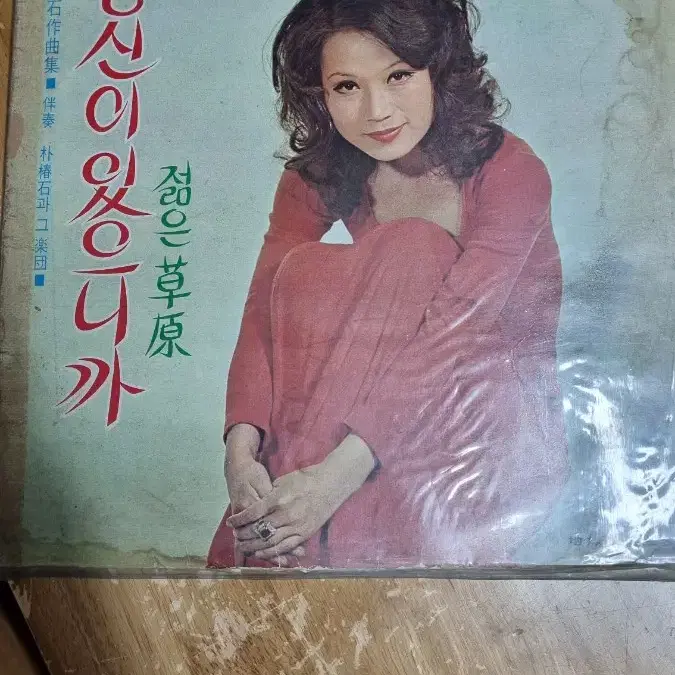 신이 있으니까
젊은 草原
石作曲集■ 伴奏 朴椿石과 그 楽団■